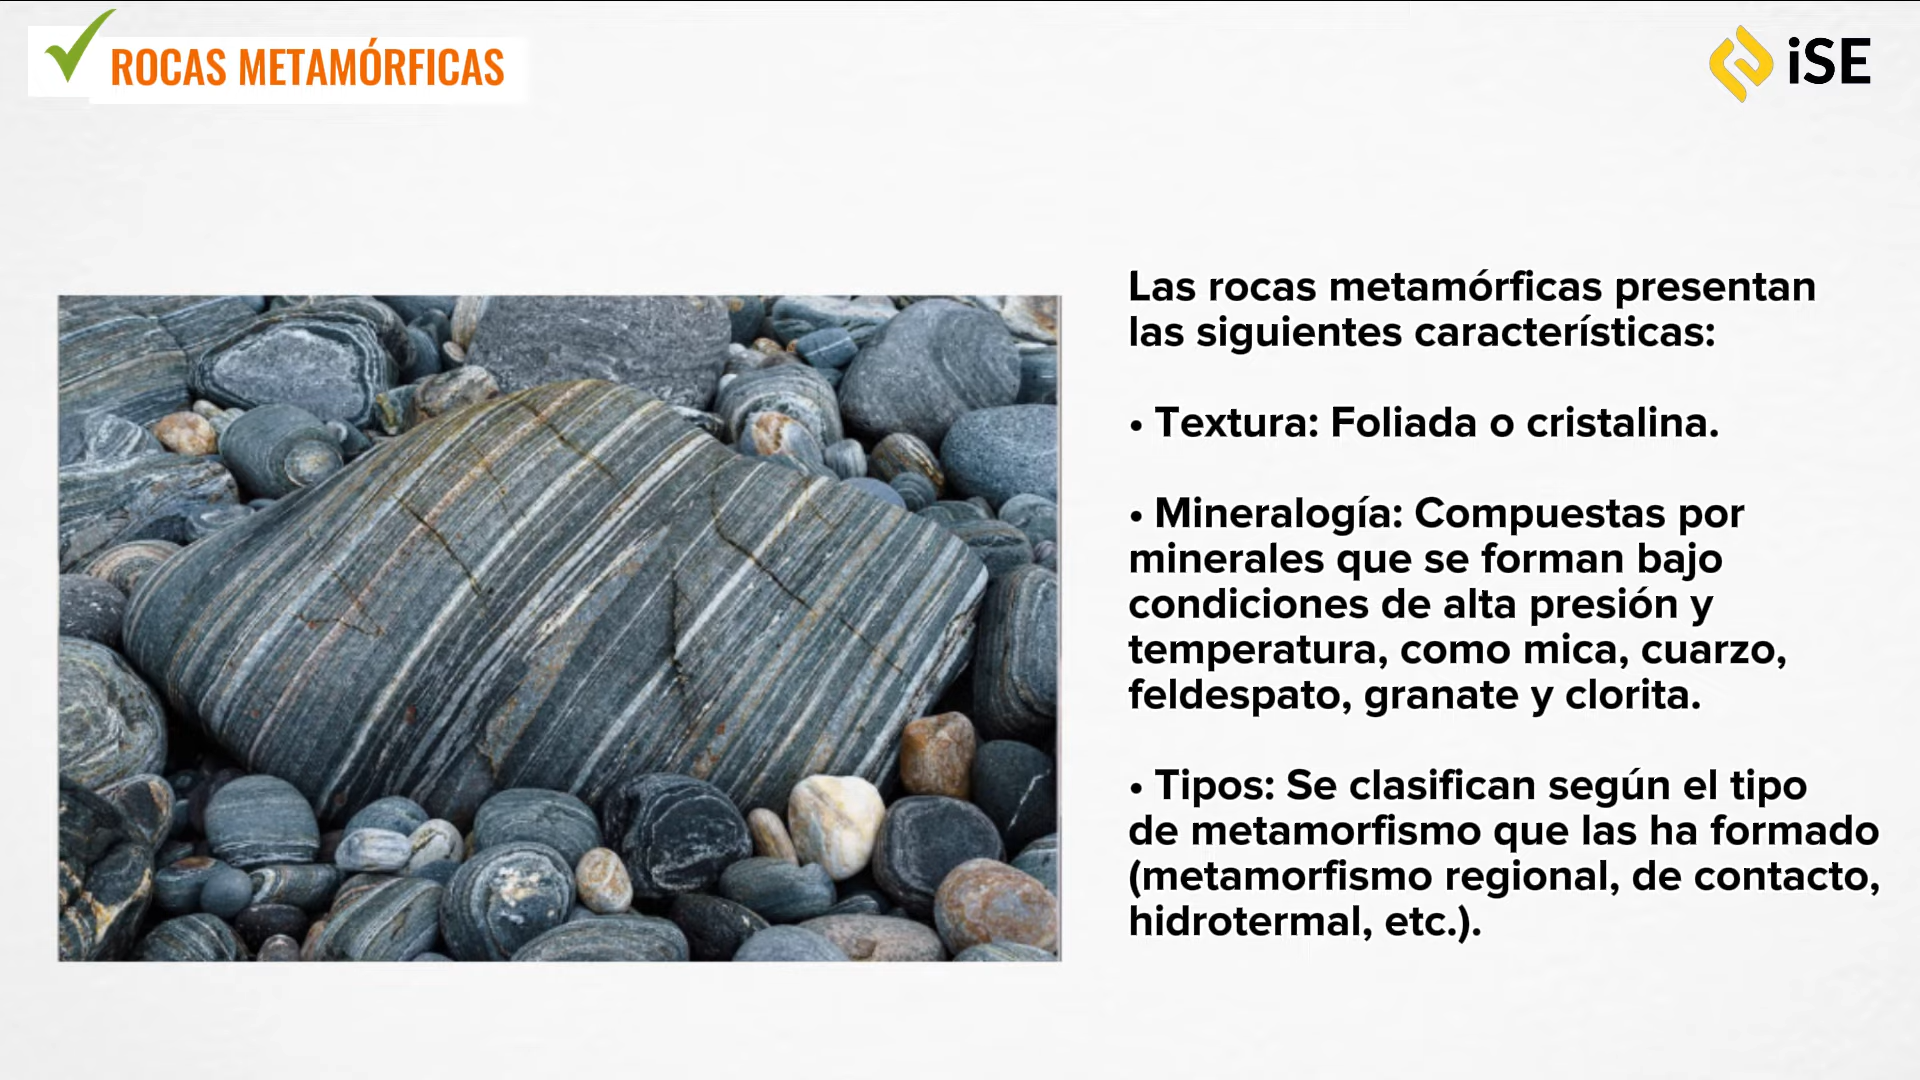 ROCAS METAMÓRFICAS
iSE
Las rocas metamórficas presentan
las siguientes características:
• Textura: Foliada o cristalina.
• Mineralogía: Compuestas por
minerales que se forman bajo
condiciones de alta presión y
temperatura, como mica, cuarzo,
feldespato, granate y clorita.
• Tipos: Se clasifican según el tipo
de metamorfismo que las ha formado
(metamorfismo regional, de contacto,
hidrotermal, etc.).